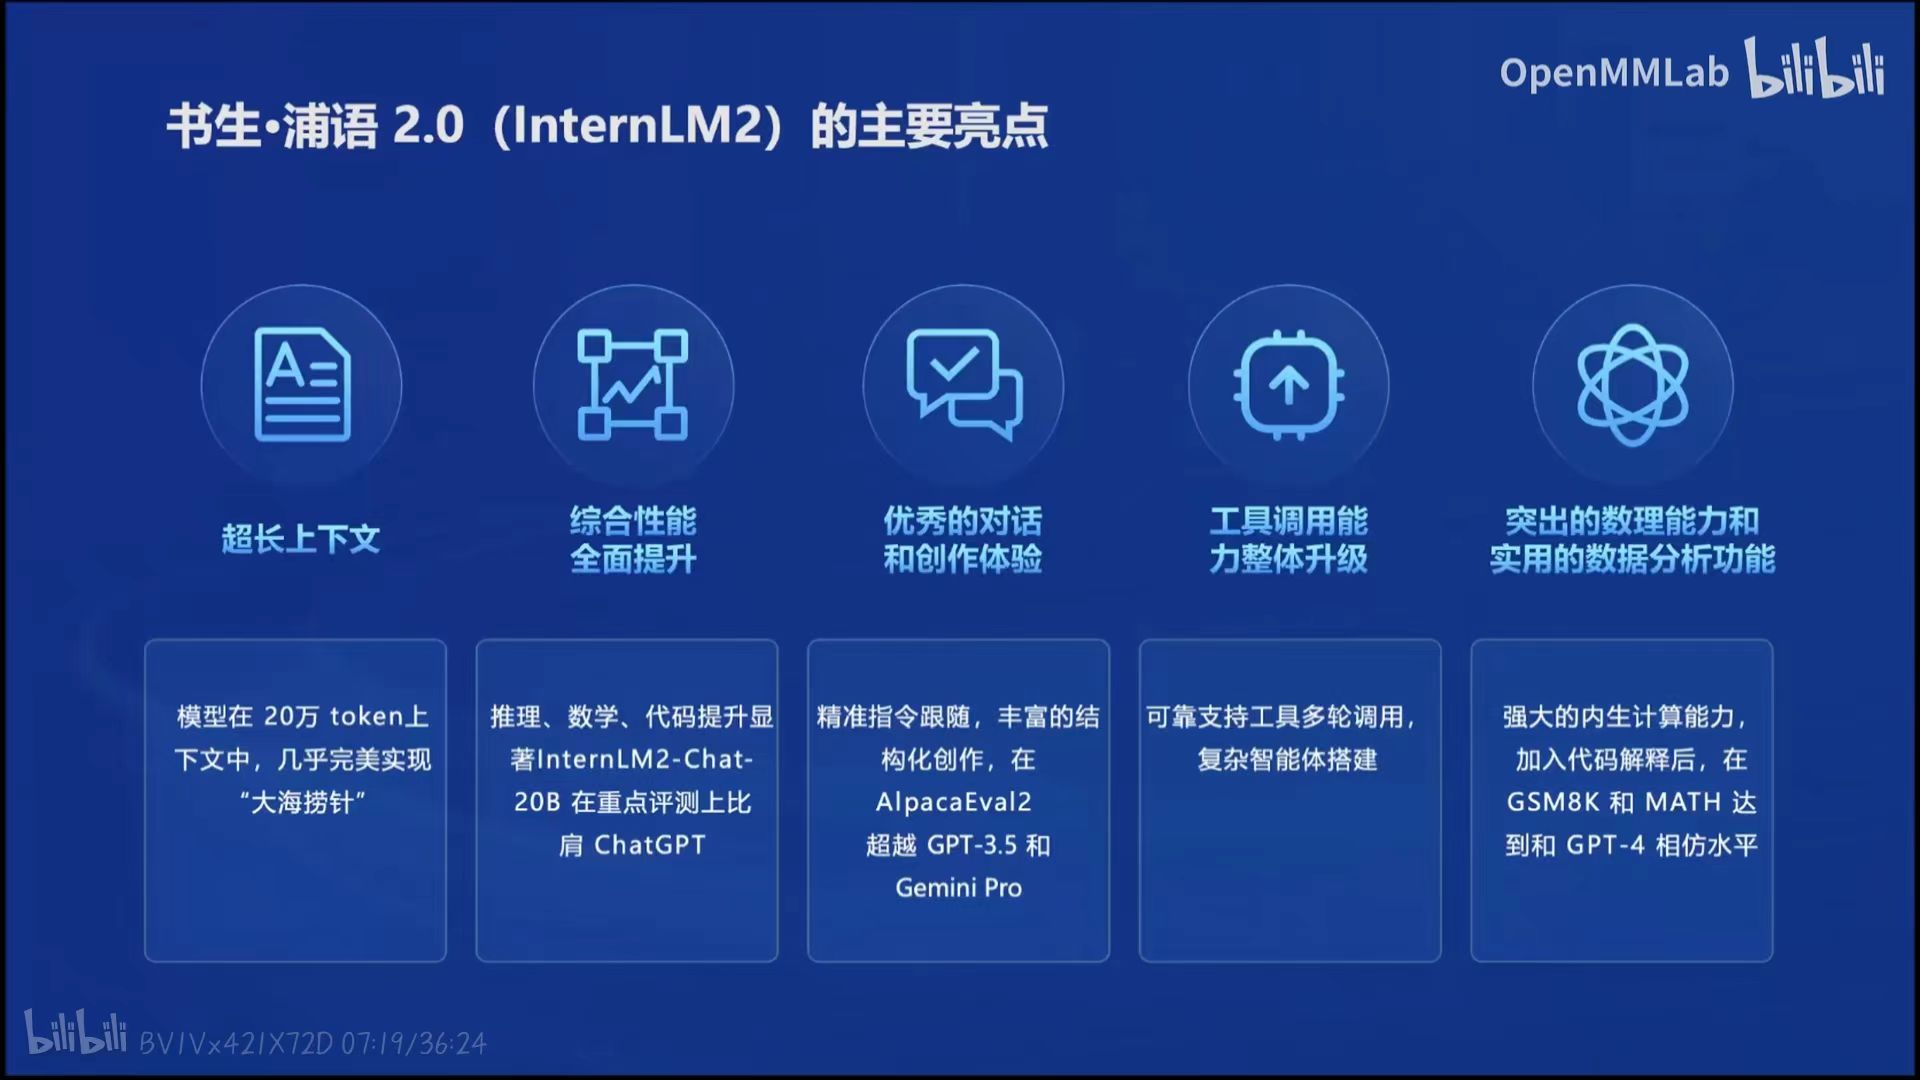 OpenMMLab bilibili
书生·浦语 2.0（InternLM2）的主要亮点
超长上下文
模型在 20万 token上
下文中，几乎完美实现
“大海捞针”
综合性能
全面提升
推理、数学、代码提升显
著InternLM2-Chat-
20B 在重点评测上比
肩 ChatGPT
优秀的对话
和创作体验
精准指令跟随，丰富的结
构化创作，在
AlpacaEval2
超越 GPT-3.5 和
Gemini Pro
工具调用能
力整体升级
可靠支持工具多轮调用，
复杂智能体搭建
突出的数理能力和
实用的数据分析功能
强大的内生计算能力，
加入代码解释后，在
GSM8K 和 MATH 达
到和 GPT-4 相仿水平
bilibili BV1Vx421X72D 07:19/36:24